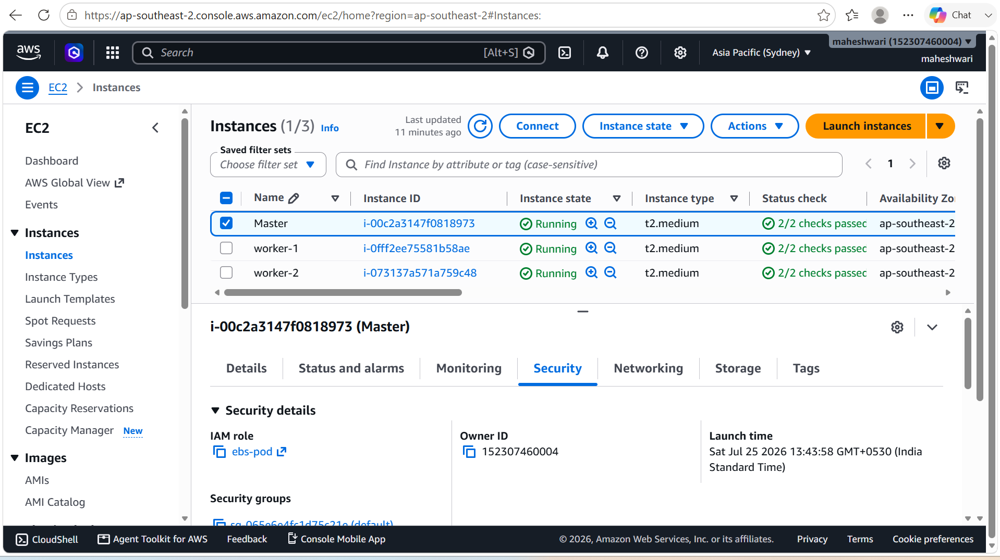 https://ap-southeast-2.console.aws.amazon.com/ec2/home?region=ap-southeast-2#Instances:
Chat
aws
Search
[Alt+S]
Asia Pacific (Sydney)
maheshwari (152307460004)
maheshwari
EC2
Instances
EC2
Dashboard
AWS Global View
Events
Instances
Instances
Instance Types
Launch Templates
Spot Requests
Savings Plans
Reserved Instances
Dedicated Hosts
Capacity Reservations
Capacity Manager New
Images
AMIs
AMI Catalog
Instances (1/3) Info
Last updated
11 minutes ago
Connect
Instance state
Actions
Launch instances
Saved filter sets
Choose filter set
Find Instance by attribute or tag (case-sensitive)
1
Name Instance ID Instance state Instance type Status check Availability Zo
Master i-00c2a3147f0818973 Running t2.medium 2/2 checks passed ap-southeast-2
worker-1 i-0fff2ee75581b58ae Running t2.medium 2/2 checks passed ap-southeast-2
worker-2 i-073137a571a759c48 Running t2.medium 2/2 checks passed ap-southeast-2
i-00c2a3147f0818973 (Master)
Details Status and alarms Monitoring Security Networking Storage Tags
Security details
IAM role
ebs-pod
Owner ID
152307460004
Launch time
Sat Jul 25 2026 13:43:58 GMT+0530 (India
Standard Time)
Security groups
sg-065e6e4fc1d75c21e (default)
CloudShell Agent Toolkit for AWS Feedback Console Mobile App
© 2026, Amazon Web Services, Inc. or its affiliates. Privacy Terms Cookie preferences